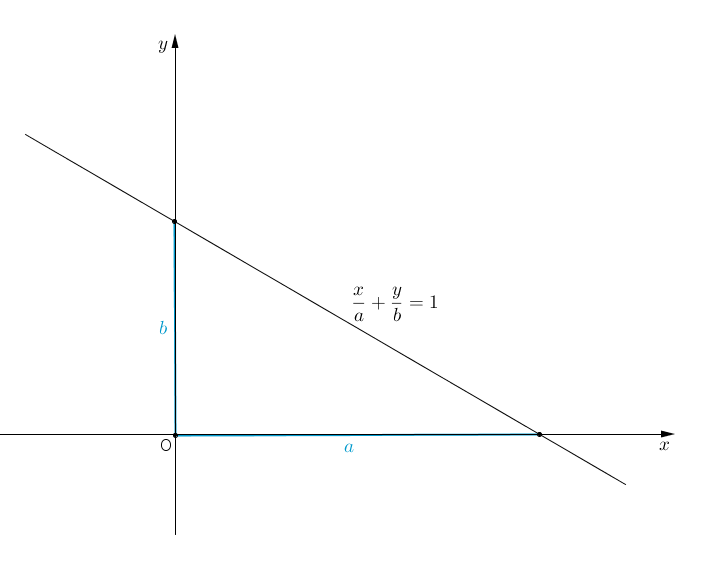 y
x/a + y/b = 1
b
O
a
x